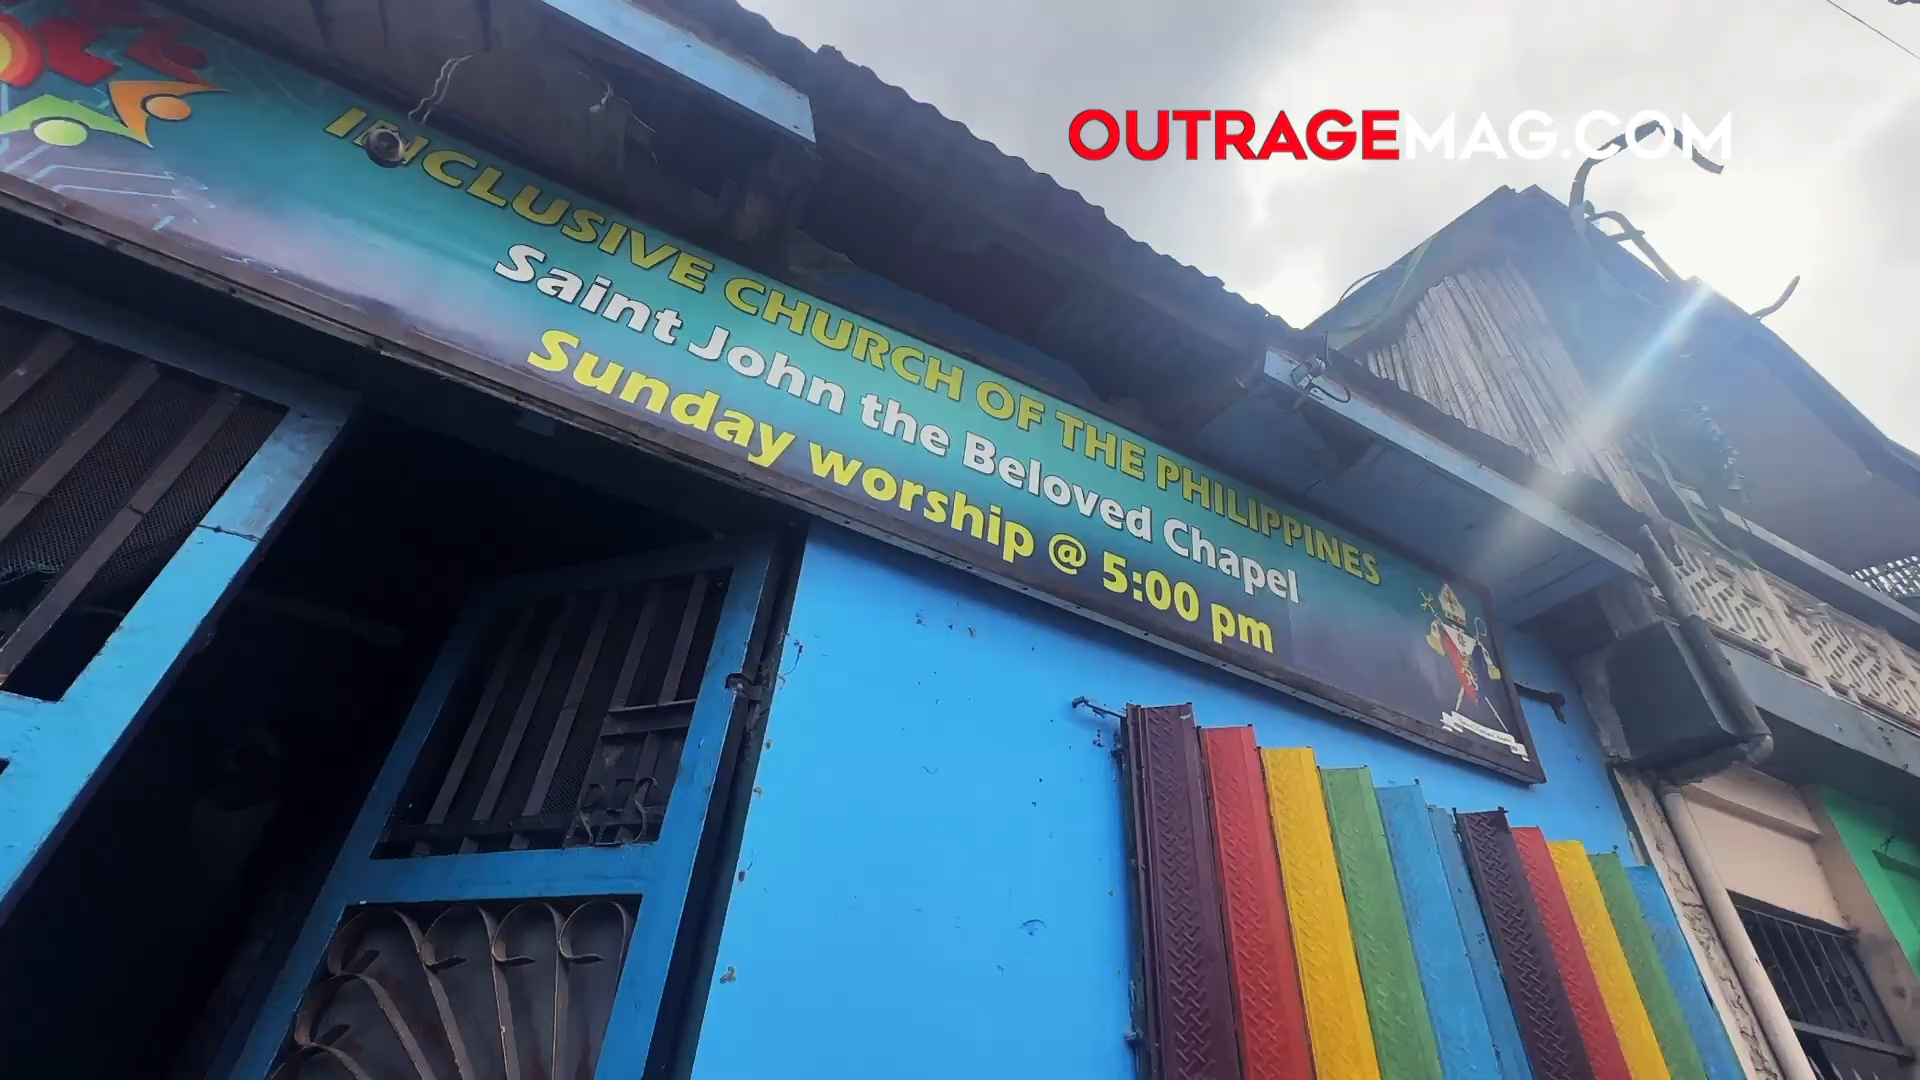 OUTRAGEMAG.COM
INCLUSIVE CHURCH OF THE PHILIPPINES
Saint John the Beloved Chapel
Sunday worship @ 5:00 pm